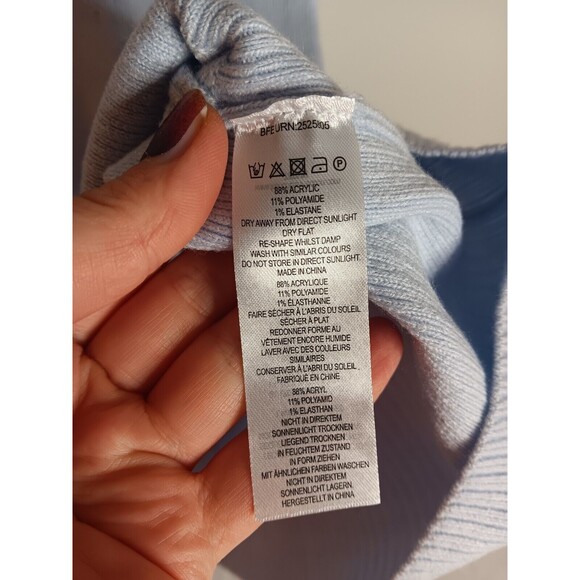 88% ACRYLIC
11% POLYAMIDE
1% ELASTANE
DRY AWAY FROM DIRECT SUNLIGHT
DRY FLAT
RE-SHAPE WHILST DAMP
WASH WITH SIMILAR COLOURS
DO NOT STORE IN DIRECT SUNLIGHT.
MADE IN CHINA
88% ACRYLIQUE
11% POLYAMIDE
1% ÉLASTHANNE
FAIRE SÉCHER À L'ABRIS DU SOLEIL
SÉCHER À PLAT
REDONNER FORME AU
VÊTEMENT ENCORE HUMIDE
LAVER AVEC DES COULEURS
SIMILAIRES
CONSERVER À L'ABRI DU SOLEIL.
FABRIQUÉ EN CHINE
88% ACRYL
11% POLYAMID
1% ELASTHAN
NICHT IN DIREKTEM
SONNENLICHT TROCKNEN
LIEGEND TROCKNEN
IN FEUCHTEM ZUSTAND
IN FORM ZIEHEN
MIT ÄHNLICHEN FARBEN WASCHEN
NICHT IN DIREKTEM
SONNENLICHT LAGERN.
HERGESTELLT IN CHINA